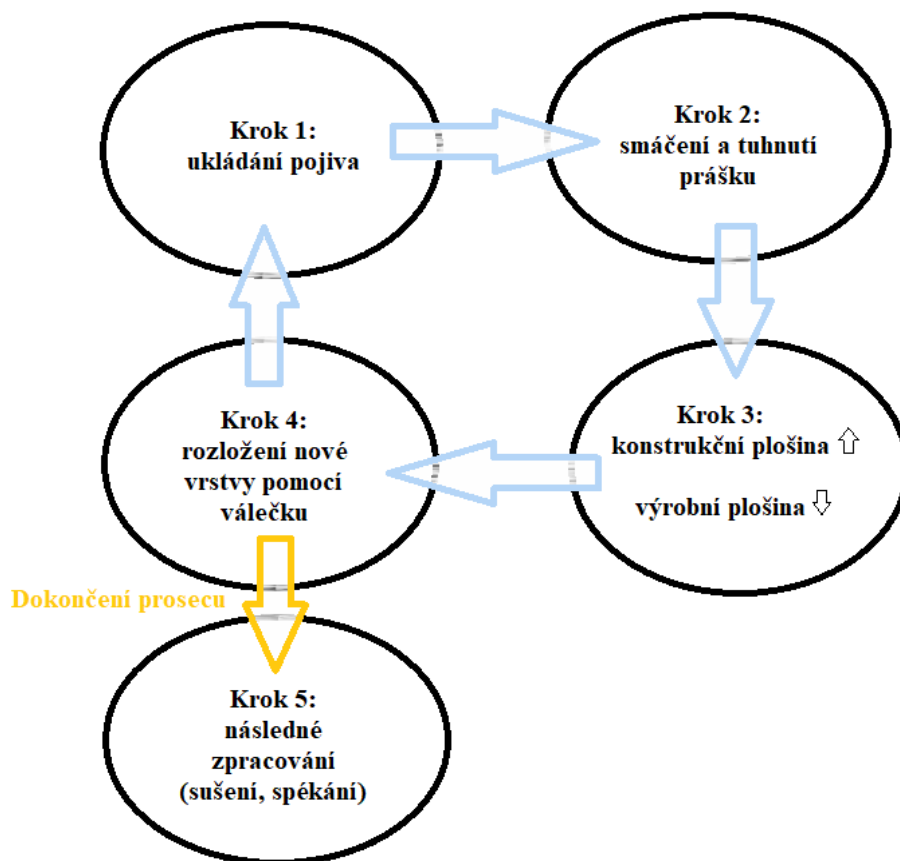 Krok 1:
ukládání pojiva
Krok 2:
smáčení a tuhnutí
prášku
Krok 3:
konstrukční plošina
výrobní plošina
Krok 4:
rozložení nové
vrstvy pomocí
válečku
Dokončení prosecu
Krok 5:
následné
zpracování
(sušení, spékání)